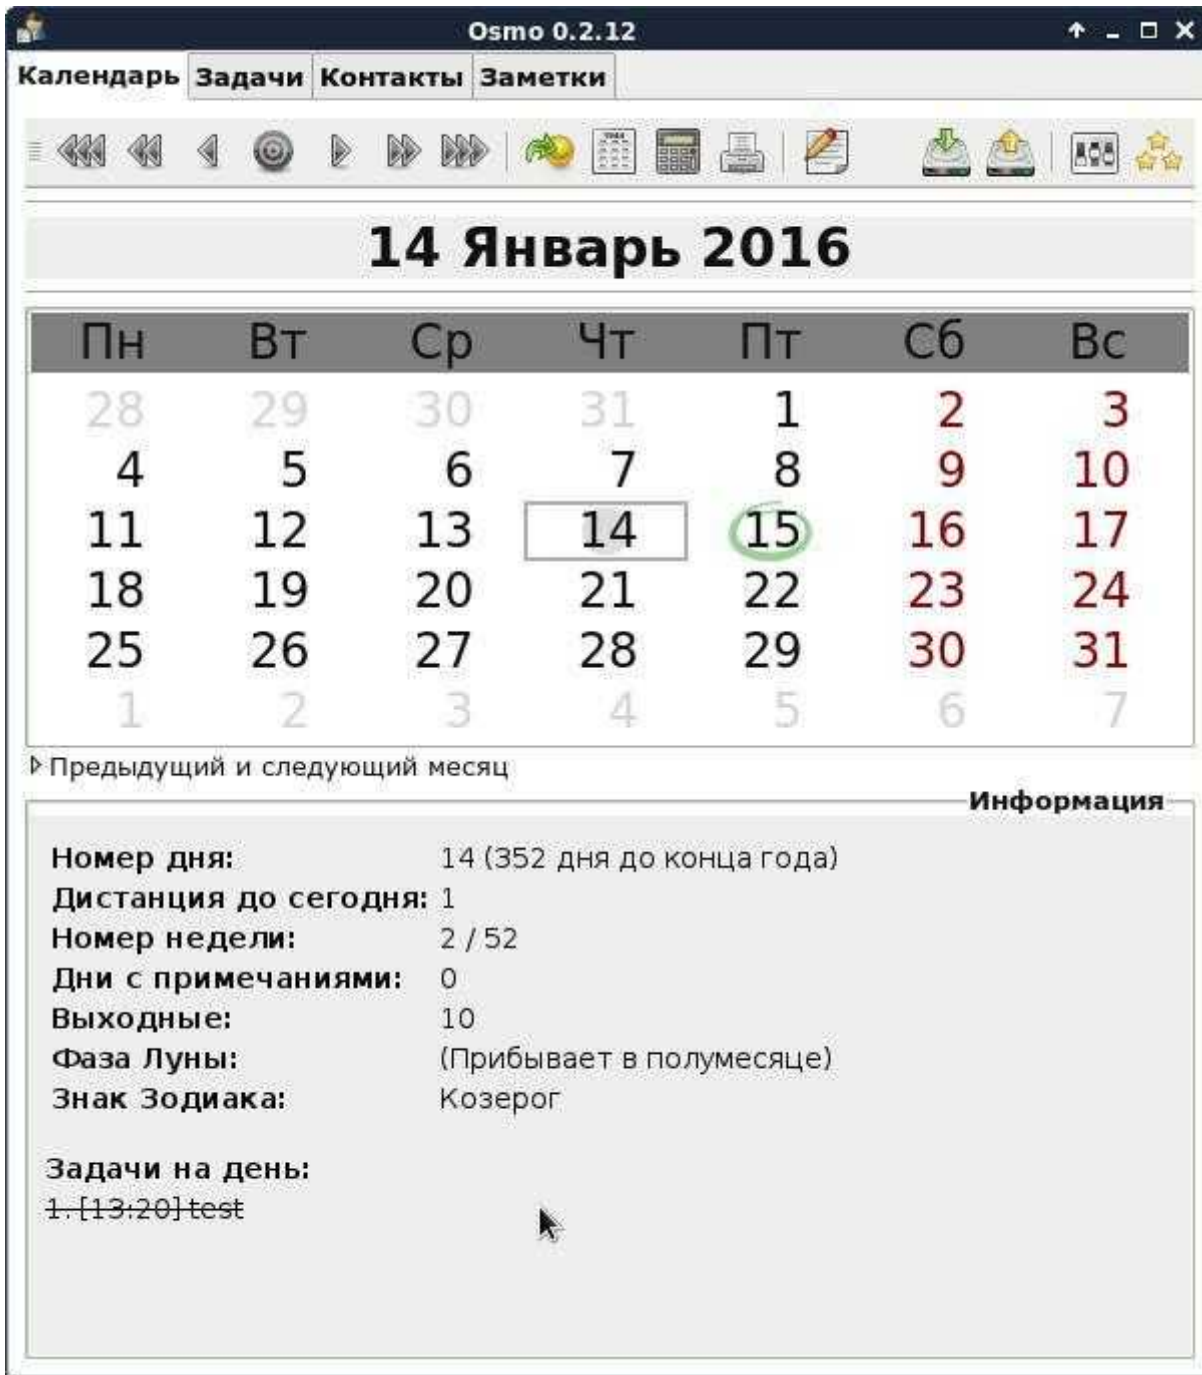 Osmo 0.2.12
Календарь Задачи Контакты Заметки
14 Январь 2016
Пн Вт Ср Чт Пт Сб Вс
28 29 30 31 1 2 3
4 5 6 7 8 9 10
11 12 13 14 15 16 17
18 19 20 21 22 23 24
25 26 27 28 29 30 31
1 2 3 4 5 6 7
Предыдущий и следующий месяц
Информация
Номер дня: 14 (352 дня до конца года)
Дистанция до сегодня: 1
Номер недели: 2 / 52
Дни с примечаниями: 0
Выходные: 10
Фаза Луны: (Прибывает в полумесяце)
Знак Зодиака: Козерог
Задачи на день:
1. [13:20] test